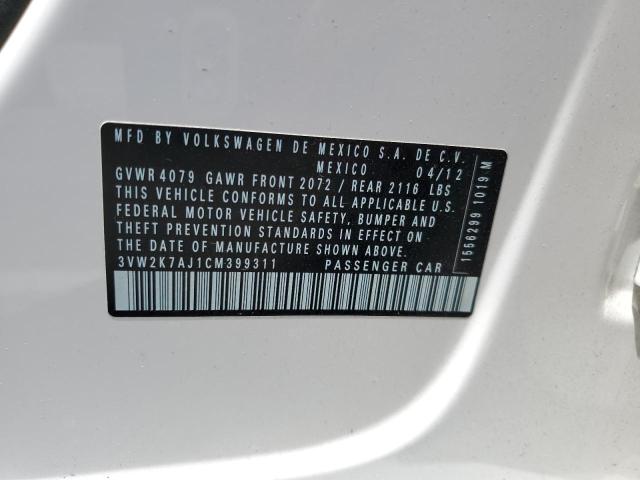 MFD BY VOLKSWAGEN DE MEXICO S.A. DE C.V.
MEXICO 04/12
GVWR 4079 GAWR FRONT 2072 / REAR 2116 LBS
THIS VEHICLE CONFORMS TO ALL APPLICABLE U.S.
FEDERAL MOTOR VEHICLE SAFETY, BUMPER AND
THEFT PREVENTION STANDARDS IN EFFECT ON
THE DATE OF MANUFACTURE SHOWN ABOVE.
3VW2K7AJ1CM399311 PASSENGER CAR
1556299 1019 M